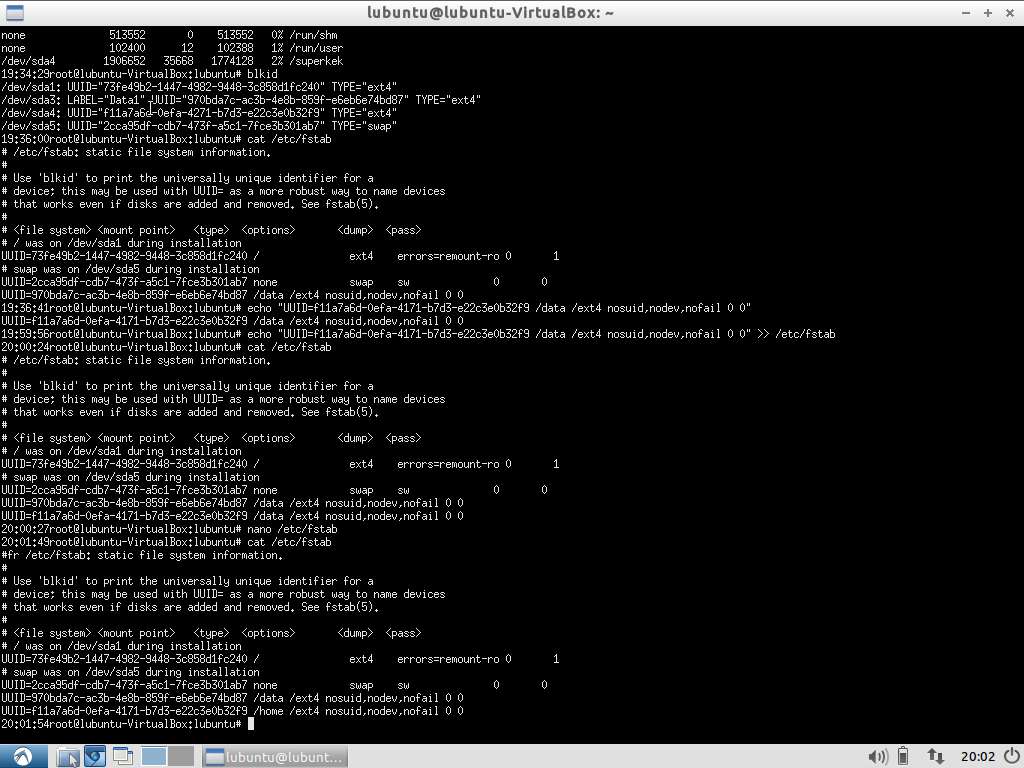 lubuntu@lubuntu-VirtualBox: ~
none 513552 0 513552 0% /run/shm
none 102400 12 102388 1% /run/user
/dev/sda4 1906652 35668 1774128 2% /superkek
19:34:29root@lubuntu-VirtualBox:lubuntu# blkid
/dev/sda1: UUID="73fe49b2-1447-4982-9448-3c858d1fc240" TYPE="ext4"
/dev/sda3: LABEL="Data1" UUID="970bda7c-ac3b-4e8b-859f-e6eb6e74bd87" TYPE="ext4"
/dev/sda4: UUID="f11a7a6d-0efa-4271-b7d3-e22c3e0b32f9" TYPE="ext4"
/dev/sda5: UUID="2cca95df-cdb7-473f-a5c1-7fce3b301ab7" TYPE="swap"
19:36:00root@lubuntu-VirtualBox:lubuntu# cat /etc/fstab
# /etc/fstab: static file system information.
#
# Use 'blkid' to print the universally unique identifier for a
# device; this may be used with UUID= as a more robust way to name devices
# that works even if disks are added and removed. See fstab(5).
#
# <file system> <mount point> <type> <options> <dump> <pass>
# / was on /dev/sda1 during installation
UUID=73fe49b2-1447-4982-9448-3c858d1fc240 / ext4 errors=remount-ro 0 1
# swap was on /dev/sda5 during installation
UUID=2cca95df-cdb7-473f-a5c1-7fce3b301ab7 none swap sw 0 0
UUID=970bda7c-ac3b-4e8b-859f-e6eb6e74bd87 /data /ext4 nosuid,nodev,nofail 0 0
19:36:41root@lubuntu-VirtualBox:lubuntu# echo "UUID=f11a7a6d-0efa-4171-b7d3-e22c3e0b32f9 /data /ext4 nosuid,nodev,nofail 0 0"
UUID=f11a7a6d-0efa-4171-b7d3-e22c3e0b32f9 /data /ext4 nosuid,nodev,nofail 0 0
19:59:56root@lubuntu-VirtualBox:lubuntu# echo "UUID=f11a7a6d-0efa-4171-b7d3-e22c3e0b32f9 /data /ext4 nosuid,nodev,nofail 0 0" >> /etc/fstab
20:00:24root@lubuntu-VirtualBox:lubuntu# cat /etc/fstab
# /etc/fstab: static file system information.
#
# Use 'blkid' to print the universally unique identifier for a
# device; this may be used with UUID= as a more robust way to name devices
# that works even if disks are added and removed. See fstab(5).
#
# <file system> <mount point> <type> <options> <dump> <pass>
# / was on /dev/sda1 during installation
UUID=73fe49b2-1447-4982-9448-3c858d1fc240 / ext4 errors=remount-ro 0 1
# swap was on /dev/sda5 during installation
UUID=2cca95df-cdb7-473f-a5c1-7fce3b301ab7 none swap sw 0 0
UUID=970bda7c-ac3b-4e8b-859f-e6eb6e74bd87 /data /ext4 nosuid,nodev,nofail 0 0
UUID=f11a7a6d-0efa-4171-b7d3-e22c3e0b32f9 /data /ext4 nosuid,nodev,nofail 0 0
20:00:27root@lubuntu-VirtualBox:lubuntu# nano /etc/fstab
20:01:49root@lubuntu-VirtualBox:lubuntu# cat /etc/fstab
#fr /etc/fstab: static file system information.
#
# Use 'blkid' to print the universally unique identifier for a
# device; this may be used with UUID= as a more robust way to name devices
# that works even if disks are added and removed. See fstab(5).
#
# <file system> <mount point> <type> <options> <dump> <pass>
# / was on /dev/sda1 during installation
UUID=73fe49b2-1447-4982-9448-3c858d1fc240 / ext4 errors=remount-ro 0 1
# swap was on /dev/sda5 during installation
UUID=2cca95df-cdb7-473f-a5c1-7fce3b301ab7 none swap sw 0 0
UUID=970bda7c-ac3b-4e8b-859f-e6eb6e74bd87 /data /ext4 nosuid,nodev,nofail 0 0
UUID=f11a7a6d-0efa-4171-b7d3-e22c3e0b32f9 /home /ext4 nosuid,nodev,nofail 0 0
20:01:54root@lubuntu-VirtualBox:lubuntu#
lubuntu@lubunt... 20:02